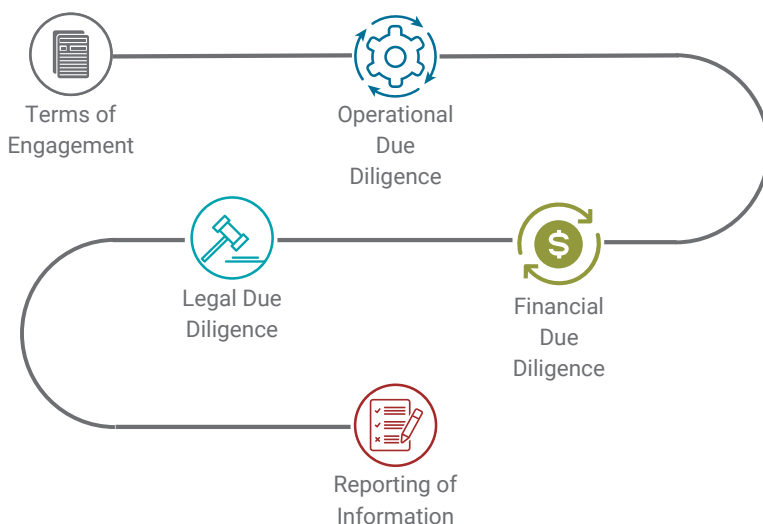 Terms of
Engagement
Operational
Due
Diligence
$
Financial
Due
Diligence
Legal Due
Diligence
Reporting of
Information